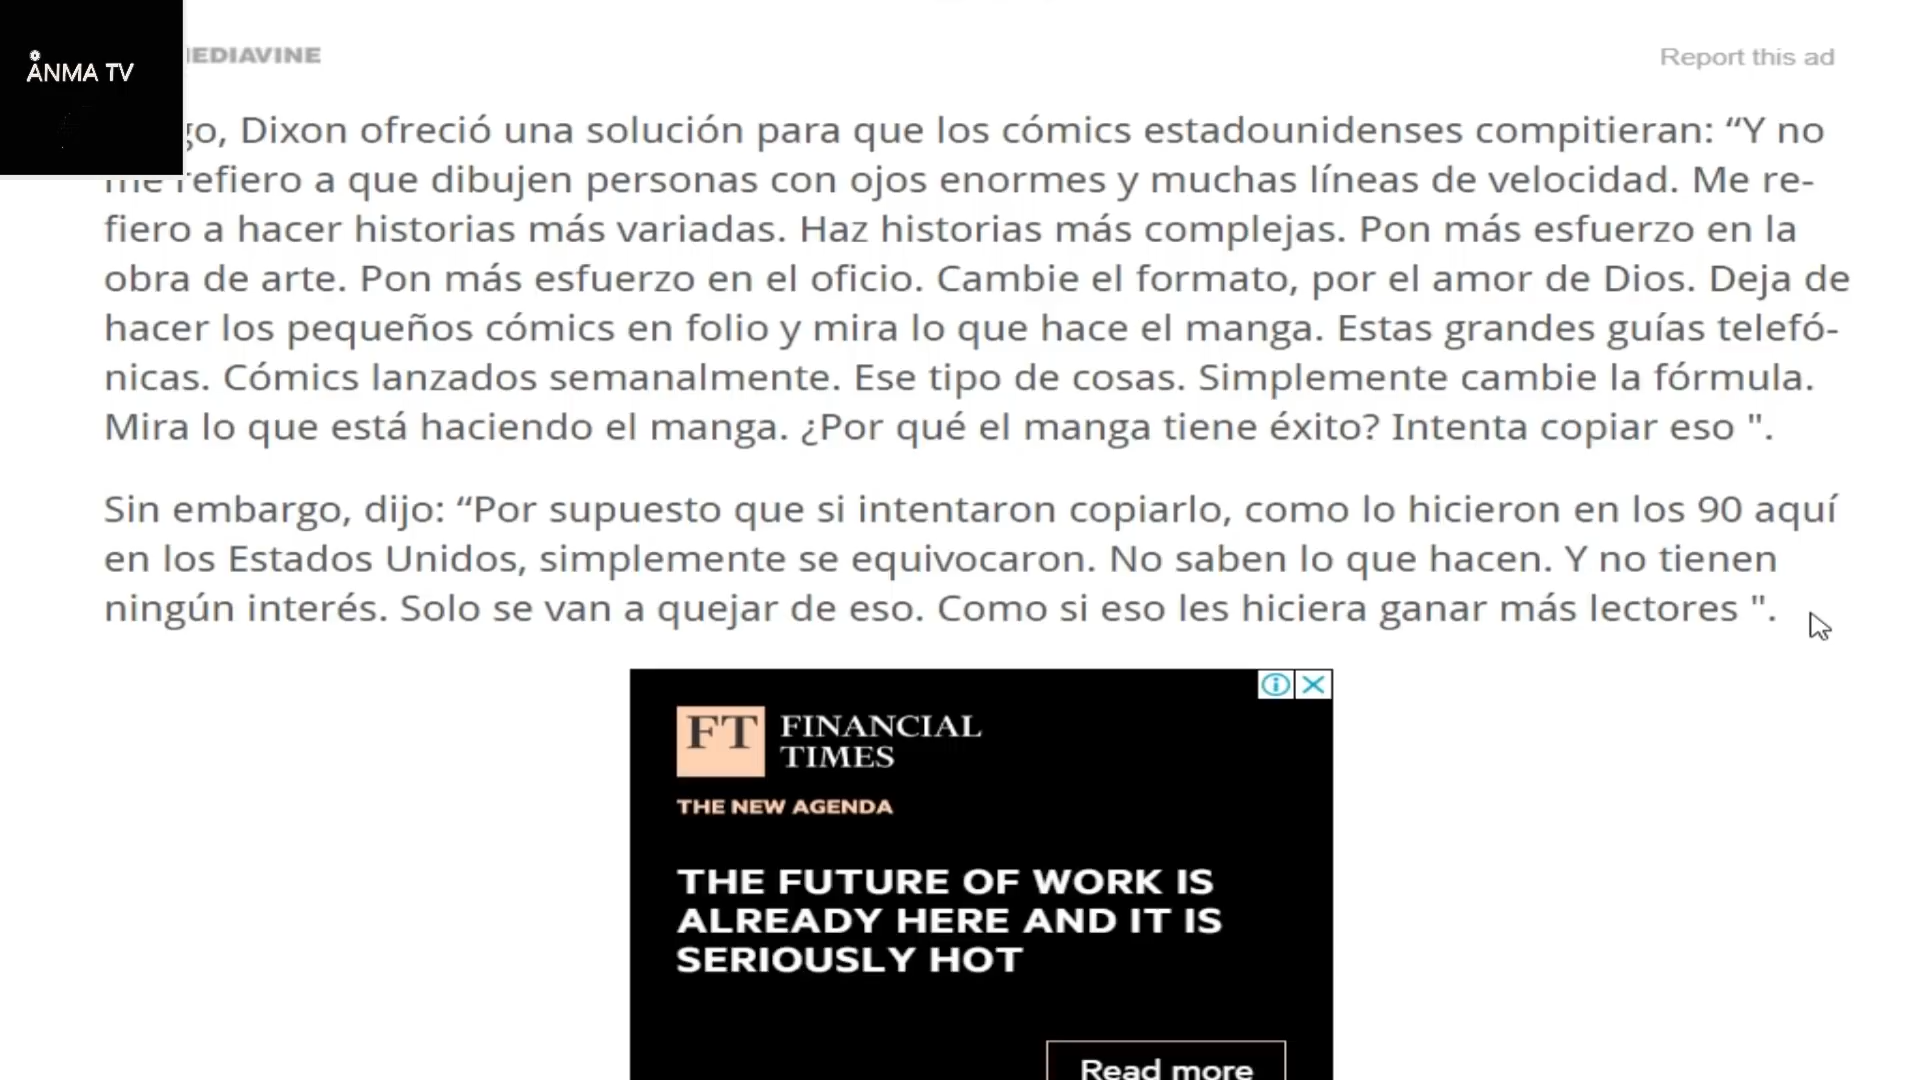 ANMA TV
MEDIAVINE
Report this ad
Dixon ofreció una solución para que los cómics estadounidenses compitieran: “Y no
me refiero a que dibujen personas con ojos enormes y muchas líneas de velocidad. Me re-
fiero a hacer historias más variadas. Haz historias más complejas. Pon más esfuerzo en la
obra de arte. Pon más esfuerzo en el oficio. Cambie el formato, por el amor de Dios. Deja de
hacer los pequeños cómics en folio y mira lo que hace el manga. Estas grandes guías telefó-
nicas. Cómics lanzados semanalmente. Ese tipo de cosas. Simplemente cambie la fórmula.
Mira lo que está haciendo el manga. ¿Por qué el manga tiene éxito? Intenta copiar eso ".
Sin embargo, dijo: “Por supuesto que si intentaron copiarlo, como lo hicieron en los 90 aquí
en los Estados Unidos, simplemente se equivocaron. No saben lo que hacen. Y no tienen
ningún interés. Solo se van a quejar de eso. Como si eso les hiciera ganar más lectores ".
FT FINANCIAL
TIMES
THE NEW AGENDA
THE FUTURE OF WORK IS
ALREADY HERE AND IT IS
SERIOUSLY HOT
Read more